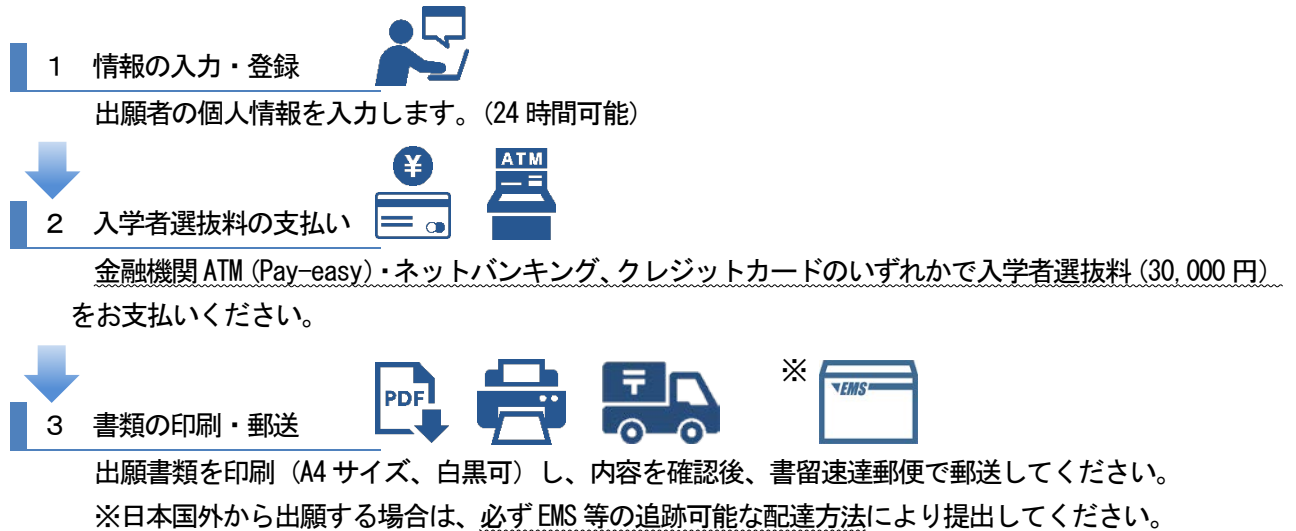 1 情報の入力・登録
出願者の個人情報を入力します。(24 時間可能)
¥
ATM
2 入学者選抜料の支払い
金融機関 ATM (Pay-easy)・ネットバンキング、クレジットカードのいずれかで入学者選抜料 (30,000 円)
をお支払いください。
PDF
〒
※
EMS
3 書類の印刷・郵送
出願書類を印刷（A4 サイズ、白黒可）し、内容を確認後、書留速達郵便で郵送してください。
※日本国外から出願する場合は、必ず EMS 等の追跡可能な配達方法により提出してください。